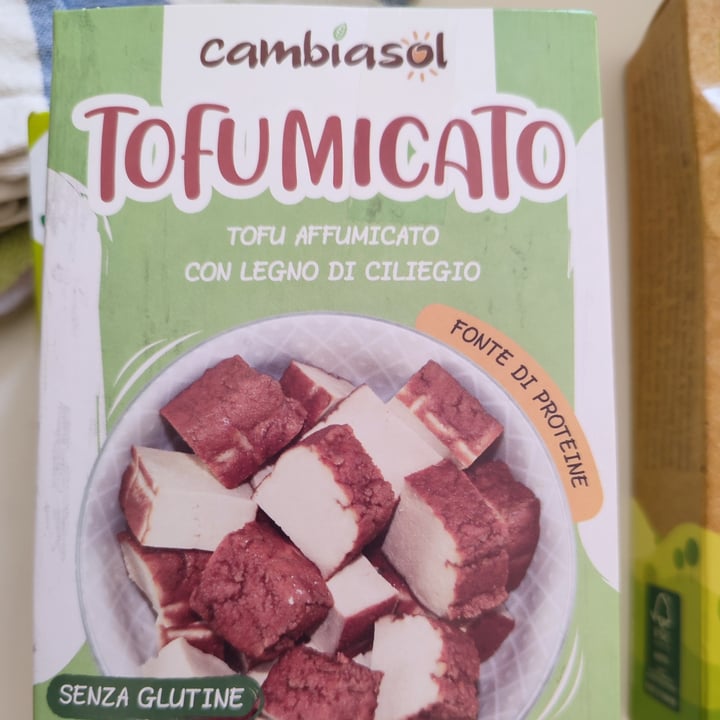 cambiasol
TOFUMICATO
TOFU AFFUMICATO
CON LEGNO DI CILIEGIO
FONTE DI PROTEINE
SENZA GLUTINE